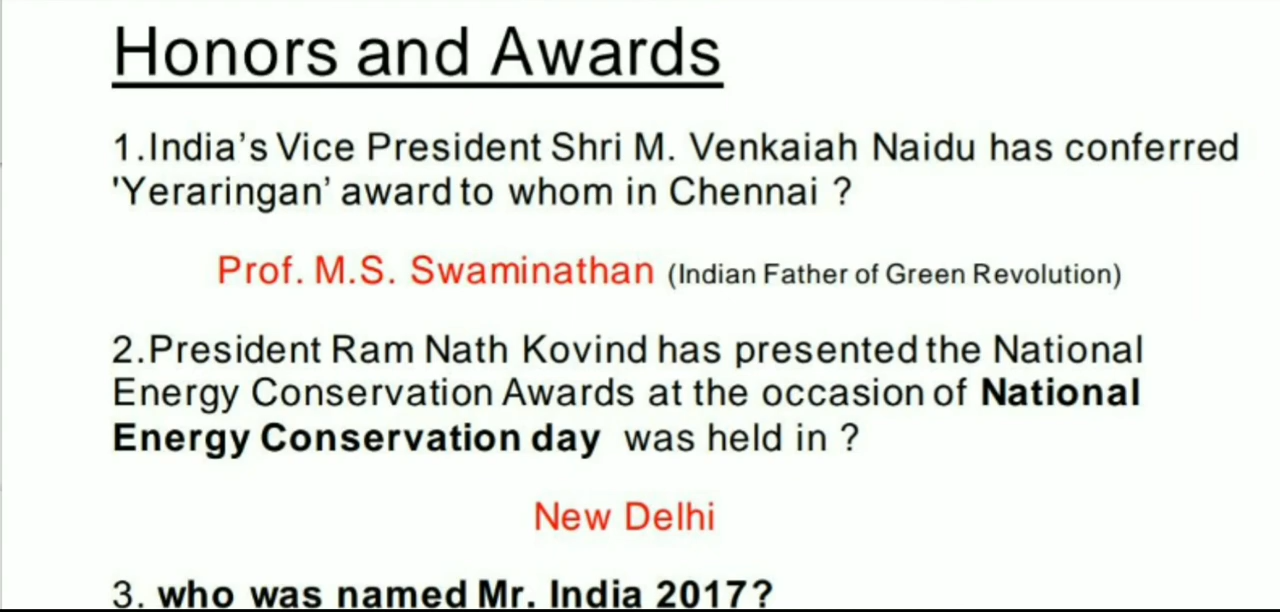 Honors and Awards
1.India’s Vice President Shri M. Venkaiah Naidu has conferred
'Yeraringan’ award to whom in Chennai ?
Prof. M.S. Swaminathan (Indian Father of Green Revolution)
2.President Ram Nath Kovind has presented the National
Energy Conservation Awards at the occasion of National
Energy Conservation day was held in ?
New Delhi
3. who was named Mr. India 2017?